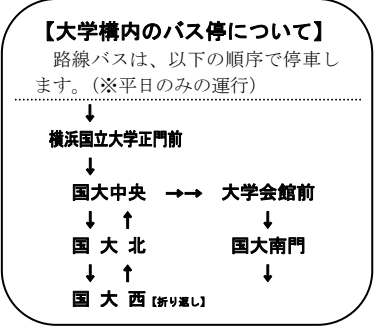 【大学構内のバス停について】
路線バスは、以下の順序で停車し
ます。(※平日のみの運行)
↓
横浜国立大学正門前
↓
国大中央 →→ 大学会館前
↓ ↑ ↓
国 大 北 国大南門
↓ ↑ ↓
国 大 西【折り返し】